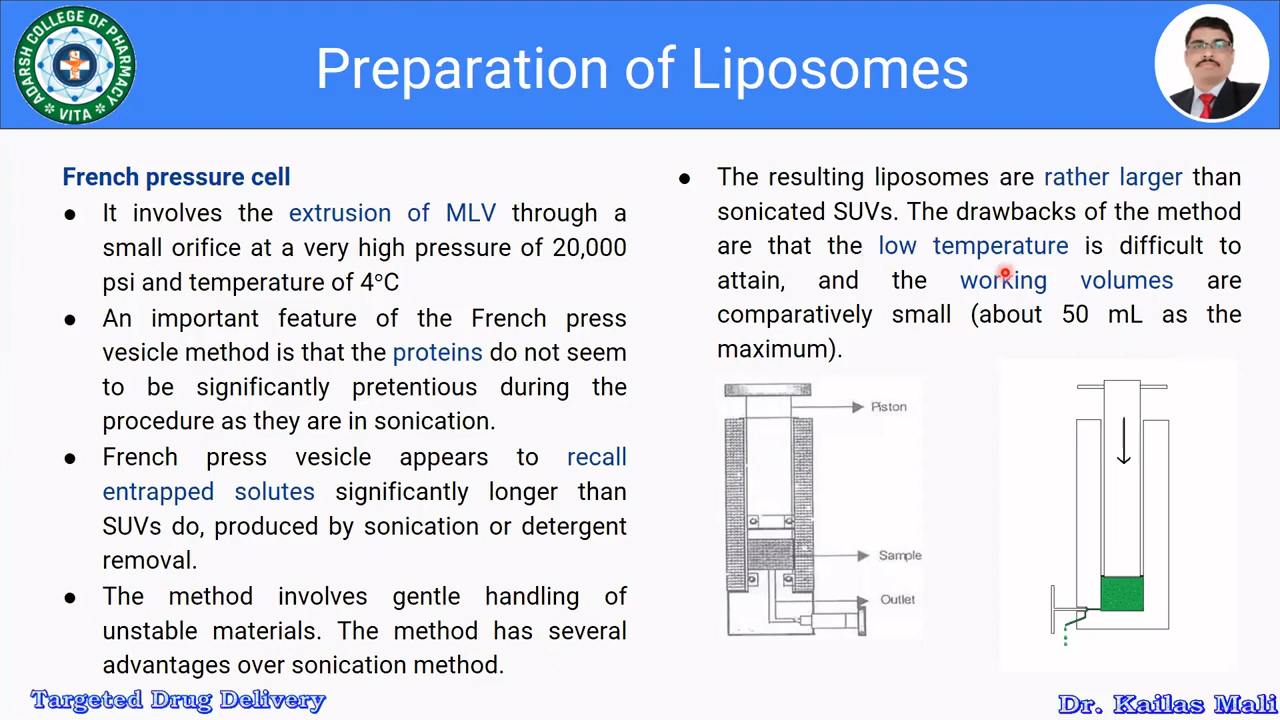 ADARSH COLLEGE OF PHARMACY
VITA
Preparation of Liposomes
French pressure cell
● It involves the extrusion of MLV through a
small orifice at a very high pressure of 20,000
psi and temperature of 4ºC
● An important feature of the French press
vesicle method is that the proteins do not seem
to be significantly pretentious during the
procedure as they are in sonication.
● French press vesicle appears to recall
entrapped solutes significantly longer than
SUVs do, produced by sonication or detergent
removal.
● The method involves gentle handling of
unstable materials. The method has several
advantages over sonication method.
● The resulting liposomes are rather larger than
sonicated SUVs. The drawbacks of the method
are that the low temperature is difficult to
attain, and the working volumes are
comparatively small (about 50 mL as the
maximum).
Piston
Sample
Outlet
Targeted Drug Delivery
Dr. Kailas Mali